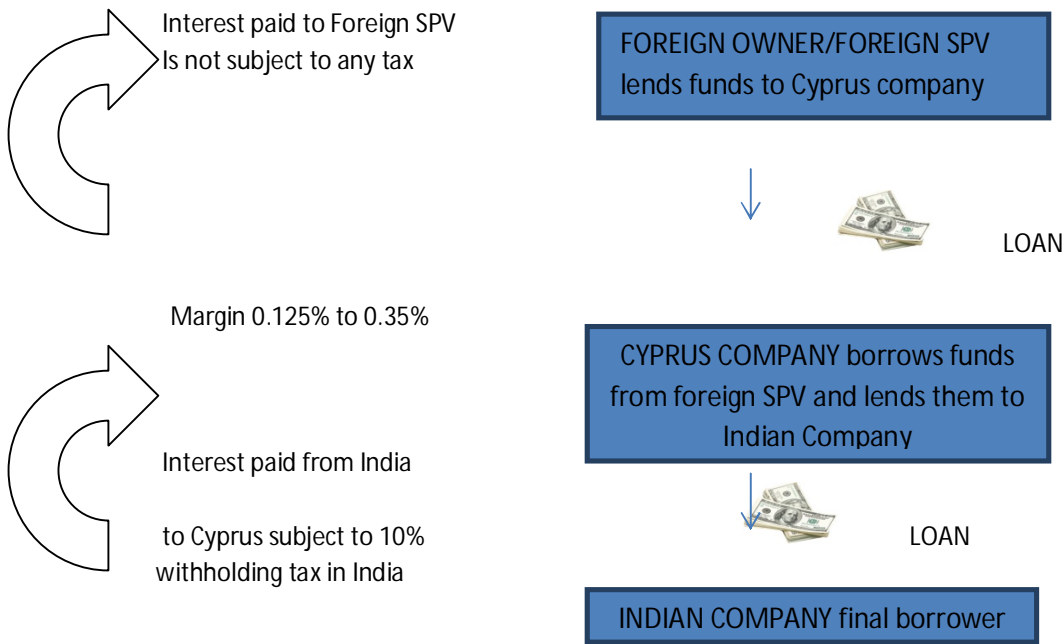 Interest paid to Foreign SPV
Is not subject to any tax
FOREIGN OWNER/FOREIGN SPV
lends funds to Cyprus company
LOAN
Margin 0.125% to 0.35%
CYPRUS COMPANY borrows funds
from foreign SPV and lends them to
Indian Company
Interest paid from India
to Cyprus subject to 10%
withholding tax in India
LOAN
INDIAN COMPANY final borrower